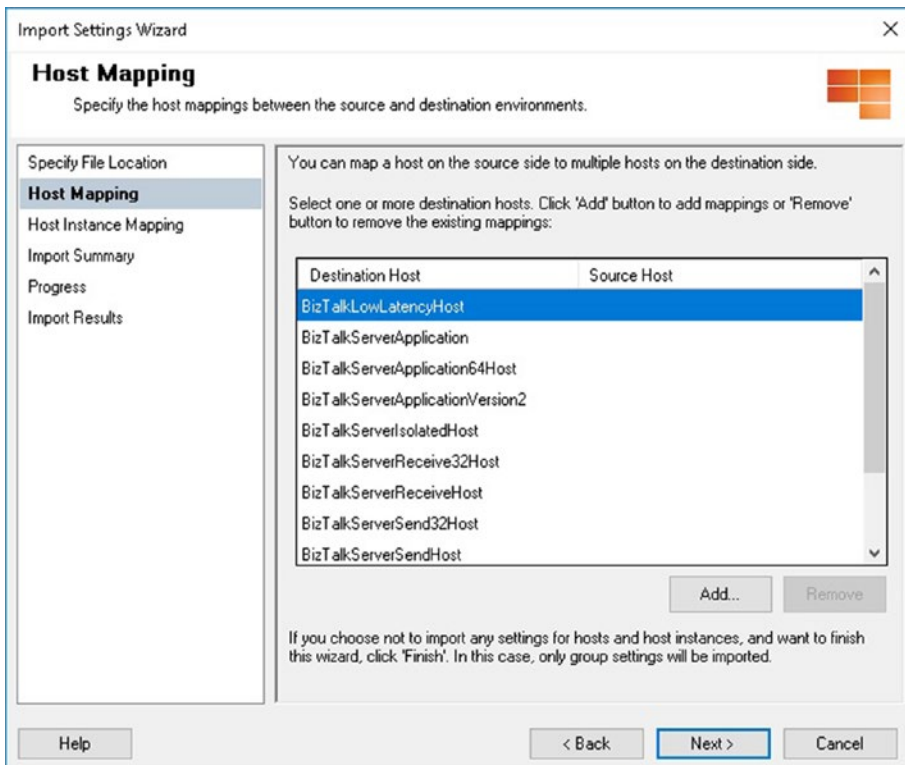 Import Settings Wizard
Host Mapping
Specify the host mappings between the source and destination environments.
Specify File Location
Host Mapping
Host Instance Mapping
Import Summary
Progress
Import Results
You can map a host on the source side to multiple hosts on the destination side.
Select one or more destination hosts. Click 'Add' button to add mappings or 'Remove'
button to remove the existing mappings:
Destination Host Source Host
BizTalkLowLatencyHost
BizTalkServerApplication
BizTalkServerApplication64Host
BizTalkServerApplicationVersion2
BizTalkServerIsolatedHost
BizTalkServerReceive32Host
BizTalkServerReceiveHost
BizTalkServerSend32Host
BizTalkServerSendHost
Add... Remove
If you choose not to import any settings for hosts and host instances, and want to finish
this wizard, click 'Finish'. In this case, only group settings will be imported.
Help < Back Next > Cancel